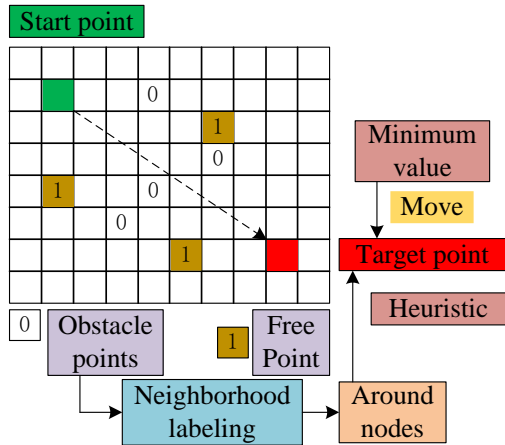 Start point
0
1
0
1
0
0
1
Minimum
value
Move
Target point
Heuristic
0
Obstacle
points
1
Free
Point
Neighborhood
labeling
Around
nodes